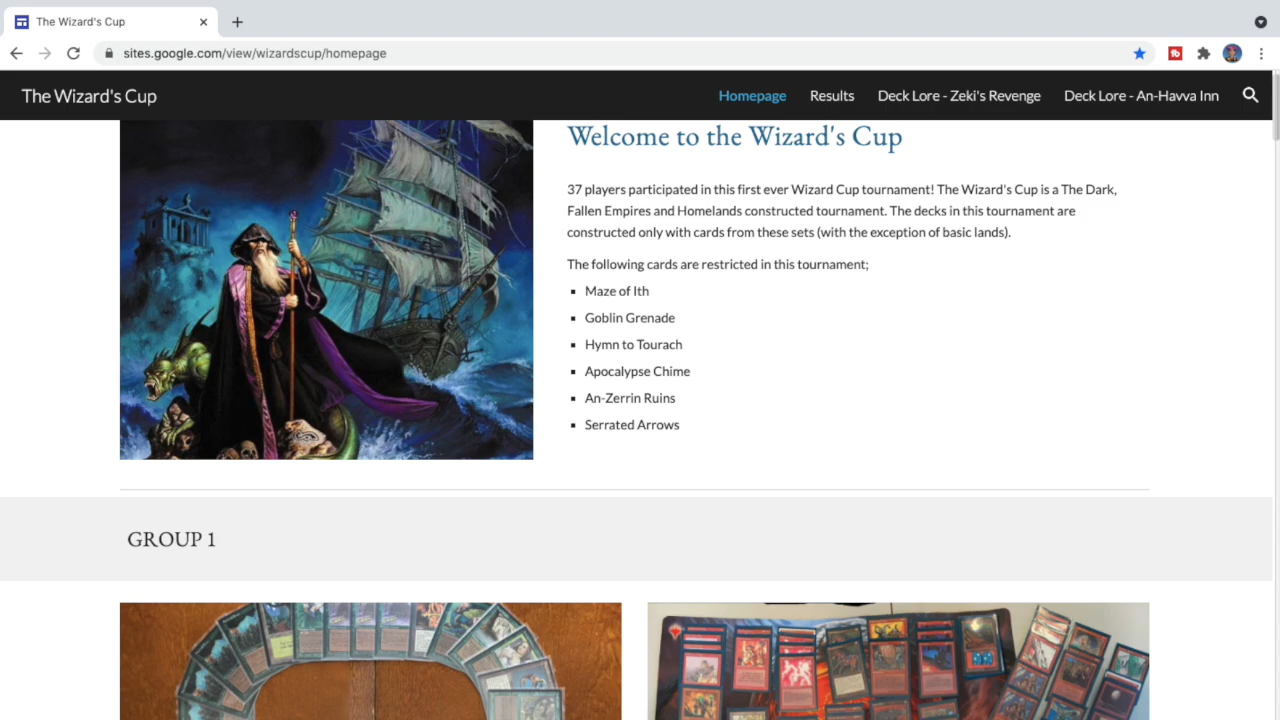 The Wizard's Cup
sites.google.com/view/wizardscup/homepage
The Wizard's Cup
Homepage
Results
Deck Lore - Zeki's Revenge
Deck Lore - An-Havva Inn
Welcome to the Wizard's Cup
37 players participated in this first ever Wizard Cup tournament! The Wizard's Cup is a The Dark,
Fallen Empires and Homelands constructed tournament. The decks in this tournament are
constructed only with cards from these sets (with the exception of basic lands).
The following cards are restricted in this tournament;
▪ Maze of Ith
▪ Goblin Grenade
▪ Hymn to Tourach
▪ Apocalypse Chime
▪ An-Zerrin Ruins
▪ Serrated Arrows
GROUP 1